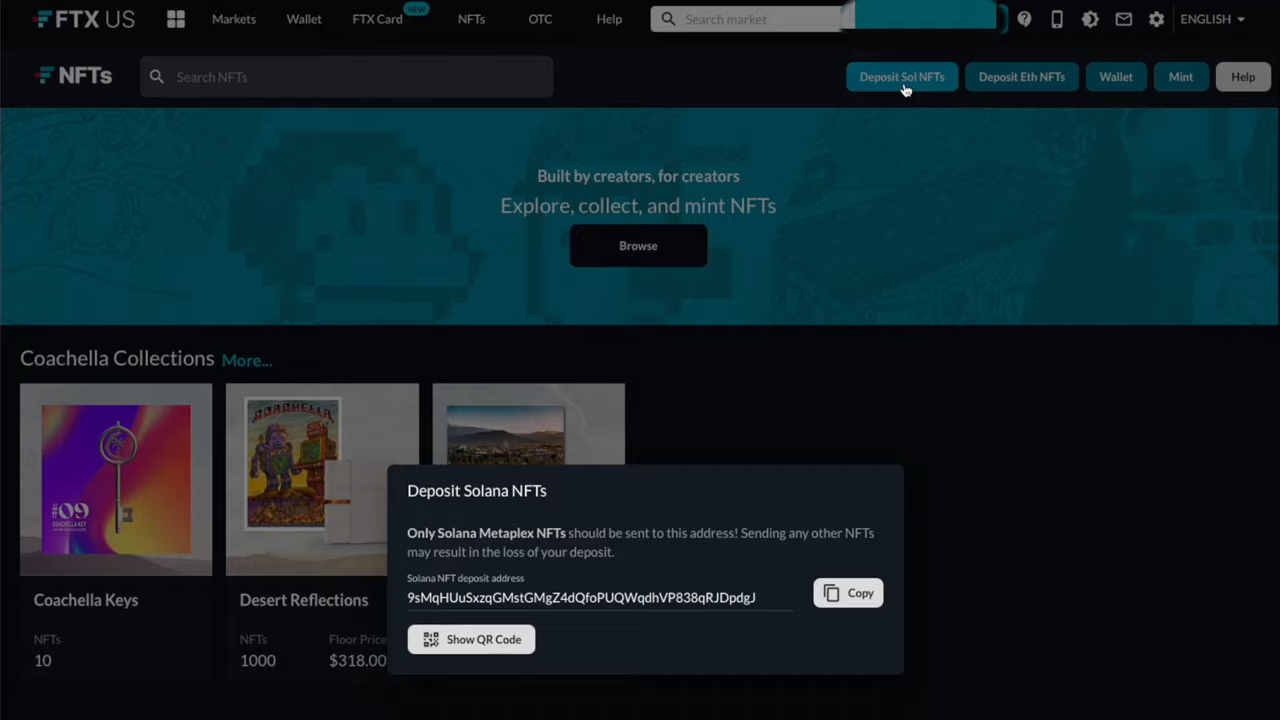 FTX US
Markets
Wallet
FTX Card
NEW
NFTs
OTC
Help
Search market
ENGLISH
NFTs
Search NFTs
Deposit Sol NFTs
Deposit Eth NFTs
Wallet
Mint
Help
Built by creators, for creators
Explore, collect, and mint NFTs
Browse
Coachella Collections More...
#09
COACHELLA KEY
COACHELLA
Deposit Solana NFTs
Only Solana Metaplex NFTs should be sent to this address! Sending any other NFTs
may result in the loss of your deposit.
Solana NFT deposit address
9sMqHUuSxzqGMstGMgZ4dQfoPUQWqdhVP838qRJDpdgJ
Copy
Show QR Code
Coachella Keys
NFTs
10
Desert Reflections
NFTs
1000
Floor Price
$318.00